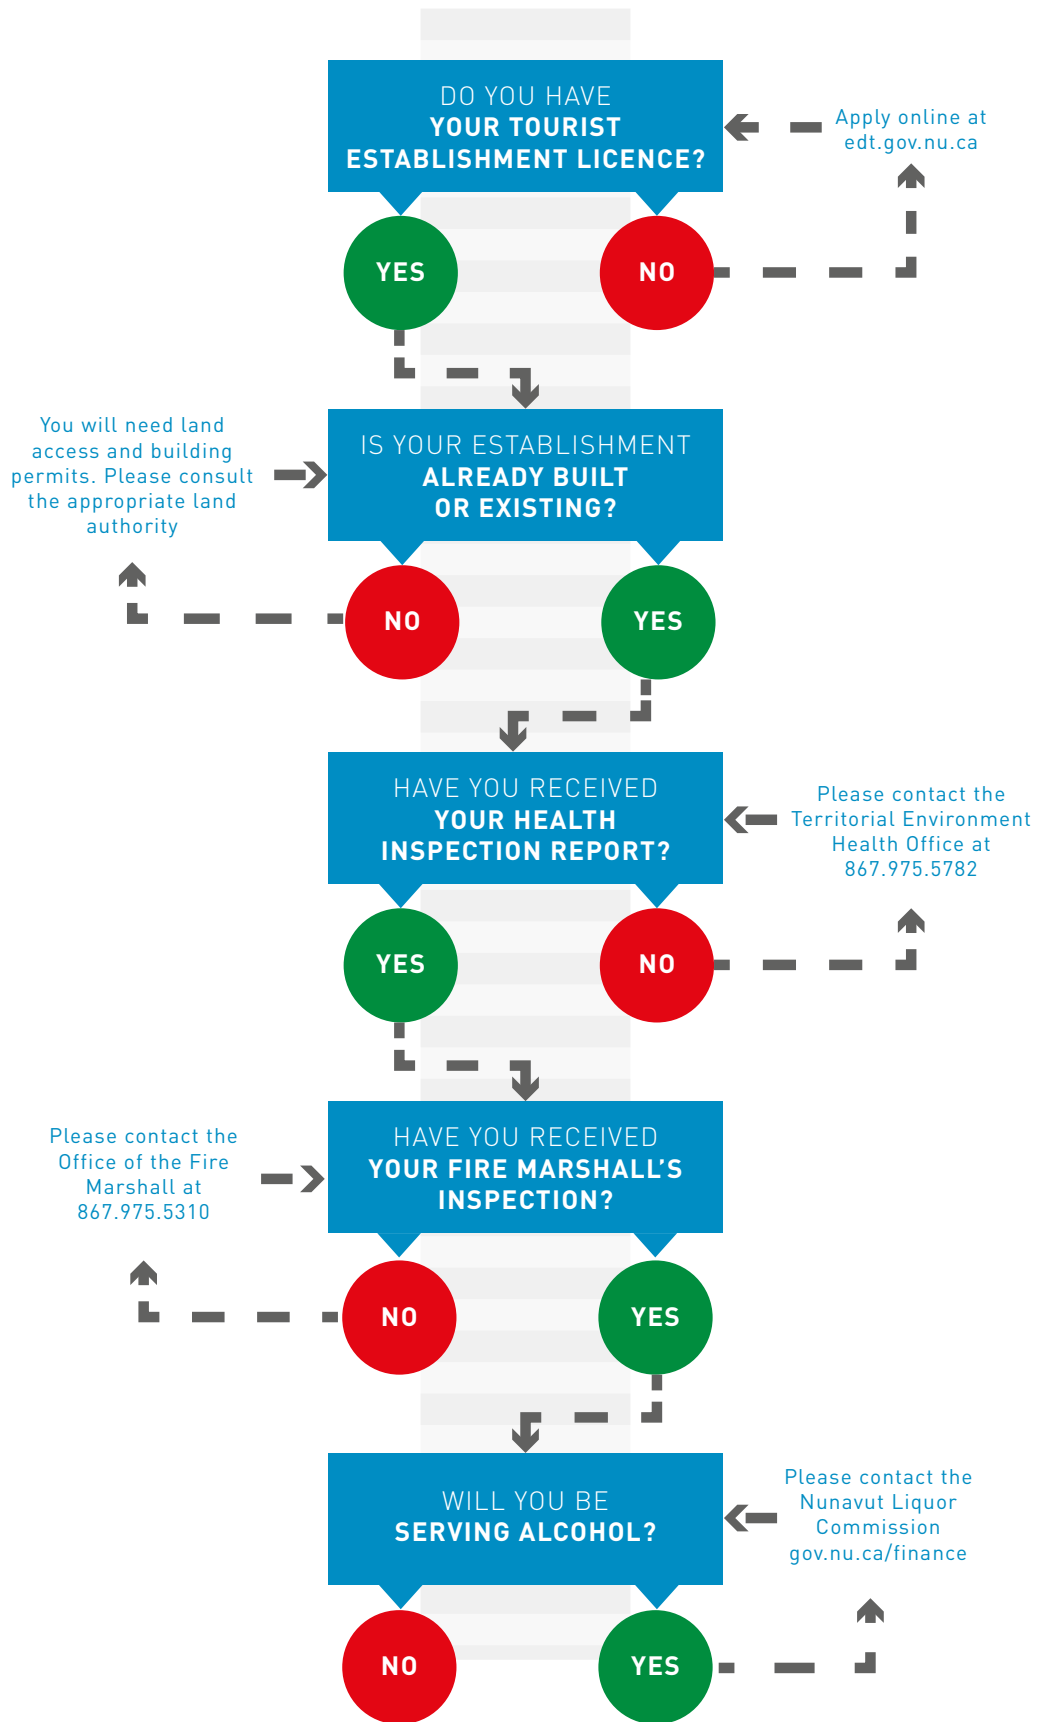 DO YOU HAVE
YOUR TOURIST
ESTABLISHMENT LICENCE?
Apply online at
edt.gov.nu.ca
YES
NO
IS YOUR ESTABLISHMENT
ALREADY BUILT
OR EXISTING?
You will need land
access and building
permits. Please consult
the appropriate land
authority
NO
YES
HAVE YOU RECEIVED
YOUR HEALTH
INSPECTION REPORT?
Please contact the
Territorial Environment
Health Office at
867.975.5782
YES
NO
HAVE YOU RECEIVED
YOUR FIRE MARSHALL'S
INSPECTION?
Please contact the
Office of the Fire
Marshall at
867.975.5310
NO
YES
WILL YOU BE
SERVING ALCOHOL?
Please contact the
Nunavut Liquor
Commission
gov.nu.ca/finance
NO
YES